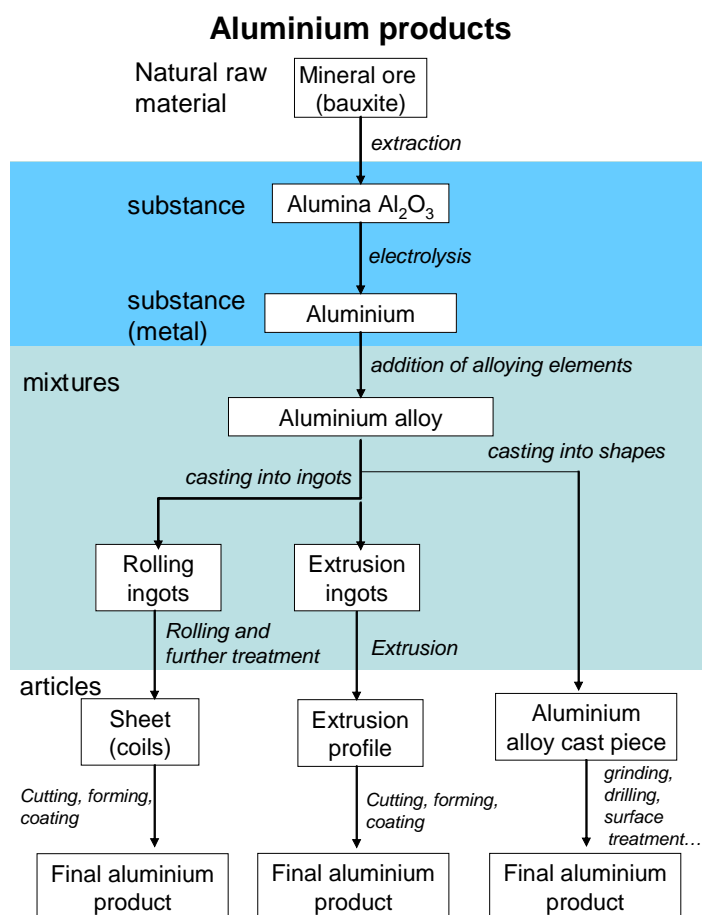 Aluminium products
Natural raw
material
Mineral ore
(bauxite)
extraction
substance
Alumina Al₂O₃
electrolysis
substance
(metal)
Aluminium
addition of alloying elements
mixtures
Aluminium alloy
casting into shapes
casting into ingots
Rolling
ingots
Extrusion
ingots
Rolling and
further treatment
Extrusion
articles
Sheet
(coils)
Extrusion
profile
Aluminium
alloy cast piece
Cutting, forming,
coating
Cutting, forming,
coating
grinding,
drilling,
surface
treatment…
Final aluminium
product
Final aluminium
product
Final aluminium
product